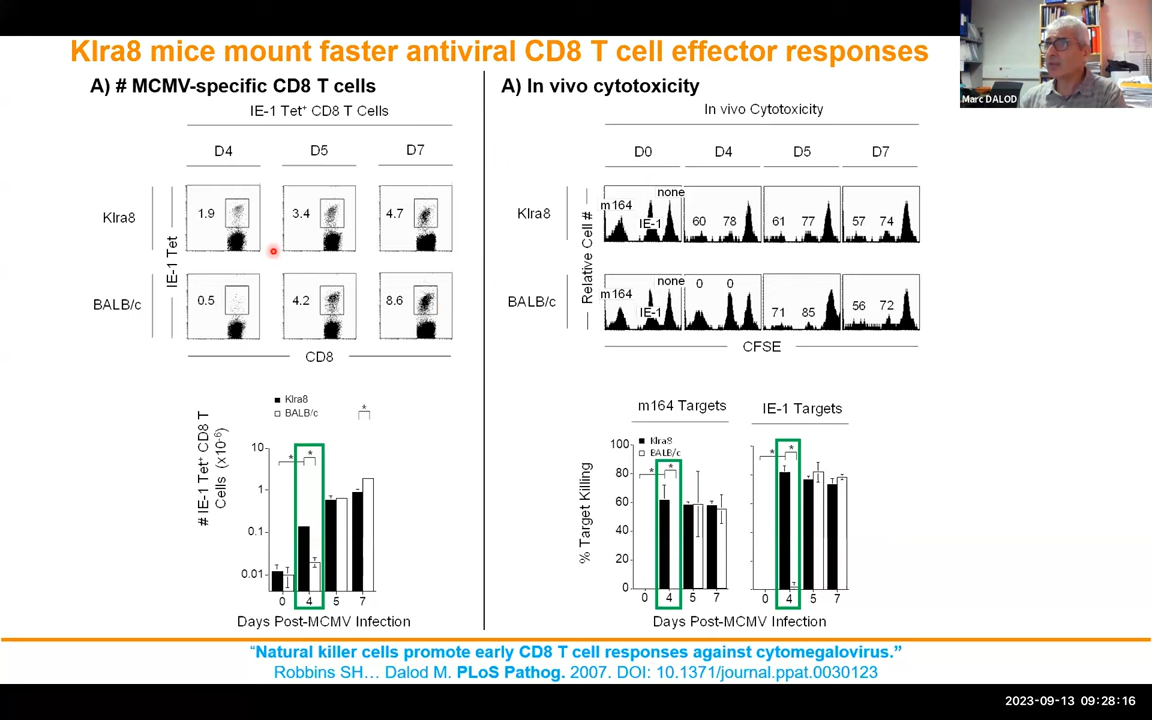 Klra8 mice mount faster antiviral CD8 T cell effector responses
.Marc DALOD
A) # MCMV-specific CD8 T cells
IE-1 Tet+ CD8 T Cells
D4 D5 D7
Klra8
1.9 3.4 4.7
BALB/c
0.5 4.2 8.6
IE-1 Tet
CD8
Klra8
BALB/c
*
# IE-1 Tet+ CD8 T
Cells (x10-6)
10
1
0.1
0.01
* *
0 4 5 7
Days Post-MCMV Infection
A) In vivo cytotoxicity
In vivo Cytotoxicity
D0 D4 D5 D7
Klra8
m164 IE-1 none
60 78 61 77 57 74
BALB/c
m164 IE-1 none
0 0 71 85 56 72
Relative Cell #
CFSE
m164 Targets IE-1 Targets
Klra8
BALB/c
% Target Killing
100
80
60
40
20
0
* * * *
0 4 5 7 0 4 5 7
Days Post-MCMV Infection
“Natural killer cells promote early CD8 T cell responses against cytomegalovirus.”
Robbins SH… Dalod M. PLoS Pathog. 2007. DOI: 10.1371/journal.ppat.0030123
2023-09-13 09:28:16